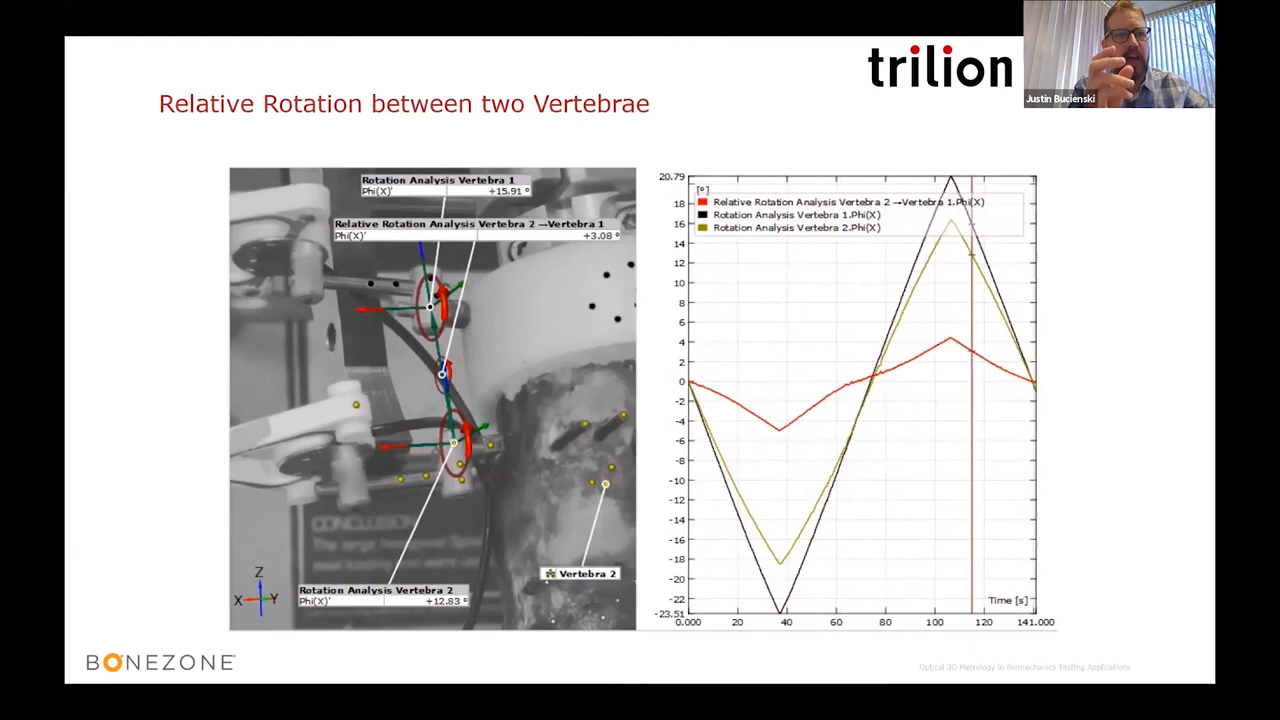 trilion
Justin Bucienski
Relative Rotation between two Vertebrae
Rotation Analysis Vertebra 1
Phi(X)' +15.91 °
Relative Rotation Analysis Vertebra 2 →Vertebra 1
Phi(X)' +3.08 °
Vertebra 2
Rotation Analysis Vertebra 2
Phi(X)' +12.83 °
Z
X Y
20.79
[°]
Relative Rotation Analysis Vertebra 2 →Vertebra 1.Phi(X)
Rotation Analysis Vertebra 1.Phi(X)
Rotation Analysis Vertebra 2.Phi(X)
18
16
14
12
10
8
6
4
2
0
-2
-4
-6
-8
-10
-12
-14
-16
-18
-20
-22
-23.51
Time [s]
0.000 20 40 60 80 100 120 141.000
BONEZONE
Optical 3D Metrology in Biomechanics Testing Applications